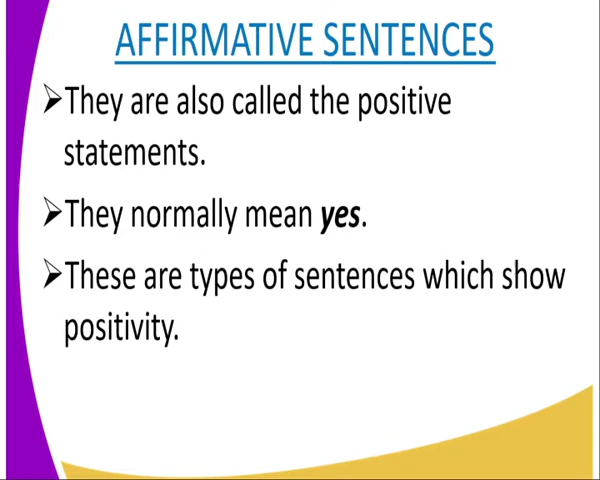 AFFIRMATIVE SENTENCES
➢They are also called the positive
statements.
➢They normally mean yes.
➢These are types of sentences which show
positivity.